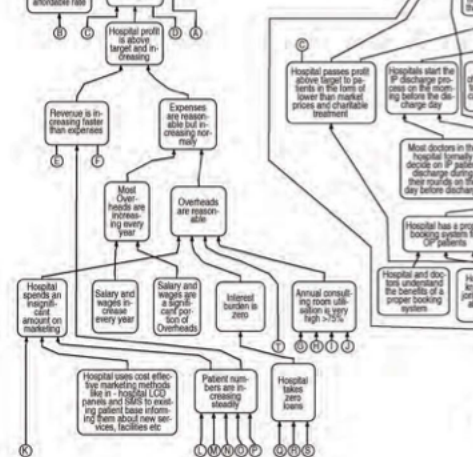 affordable rate
B
C
D
A
Hospital profit
is above
target and in-
creasing
C
Hospital passes profit
above target to pa-
tients in the form of
lower than market
prices and charitable
treatment
Hospitals start the
IP discharge pro-
cess on the morn-
ing before the dis-
charge day
Revenue is in-
creasing faster
than expenses
Expenses
are reason-
able but in-
creasing nor-
maly
E
F
Most doctors in th
hospital formally
decide on IP patie
discharge during
their rounds on th
day before dischar
Most
Over-
heads are
increas-
ing every
year
Overheads
are reason-
able
Hospital has a prop
booking system f
OP patients
Hospital
spends an
insignifi-
cant
amount on
marketing
Salary and
wages in-
crease
every year
Salary and
wages are
a signifi-
cant por-
tion of
Overheads
Interest
burden is
zero
Annual consult-
ing room utili-
sation is very
high >75%
Hospital and doc-
tors understand
the benefits of a
proper booking
system
T
G
H
I
J
Hospital uses cost effec-
tive marketing methods
like in - hospital LCD
panels and SMS to exist-
ing patient base inform-
ing them about new ser-
vices, facilities etc
Patient num-
bers are in-
creasing
steadily
Hospital
takes
zero
loans
K
L
M
N
O
P
Q
R
S